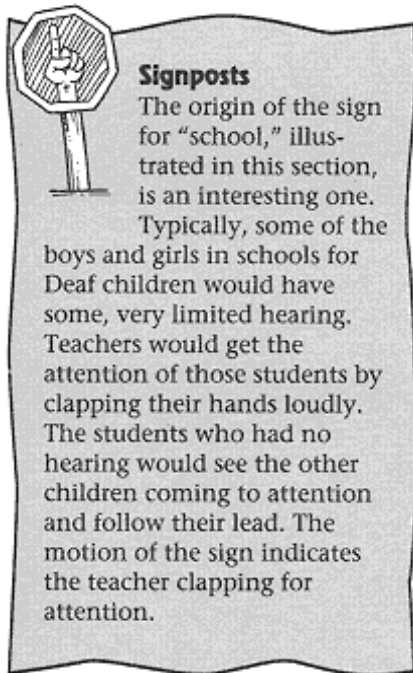 Signposts
The origin of the sign
for “school,” illus-
trated in this section,
is an interesting one.
Typically, some of the
boys and girls in schools for
Deaf children would have
some, very limited hearing.
Teachers would get the
attention of those students by
clapping their hands loudly.
The students who had no
hearing would see the other
children coming to attention
and follow their lead. The
motion of the sign indicates
the teacher clapping for
attention.